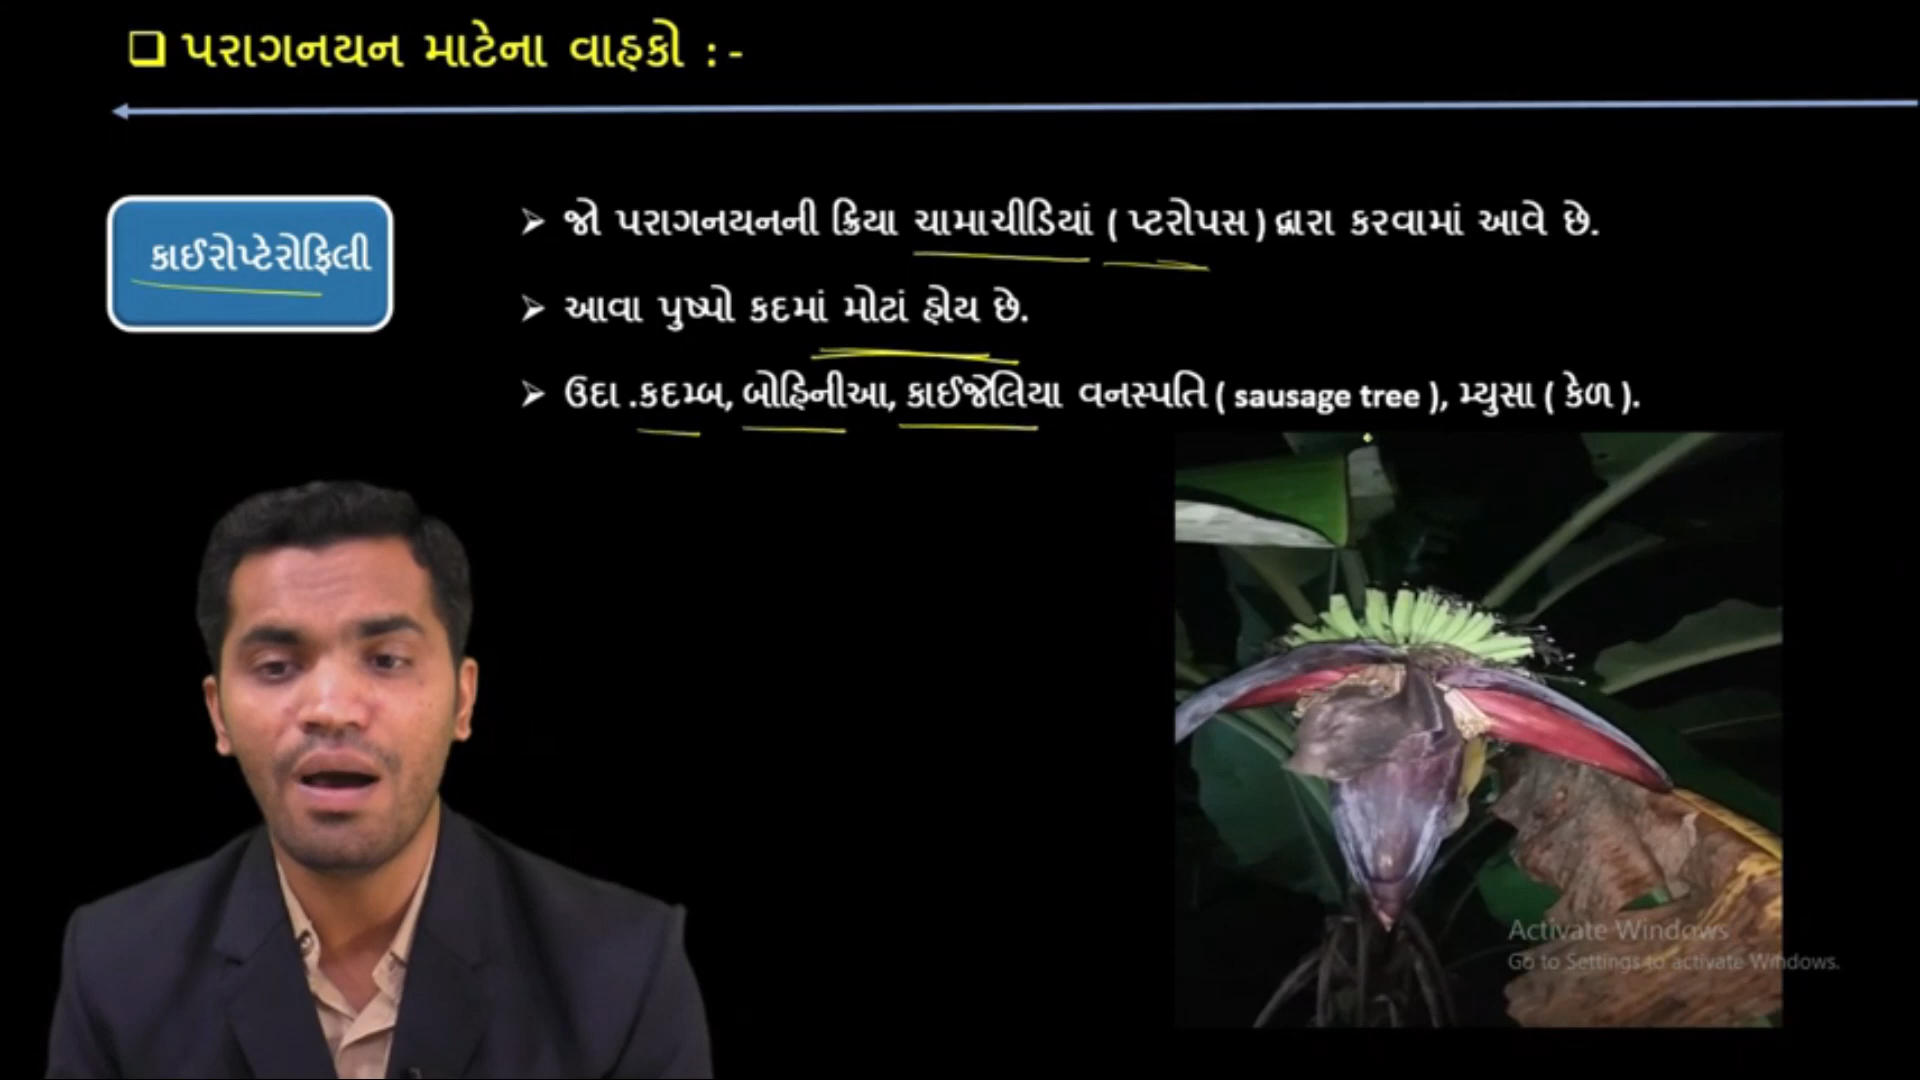 ❑ પરાગનયન માટેના વાહકો : -
કાઈરોપ્ટેરોફિલી
➢ જો પરાગનયનની ક્રિયા ચામાચીડિયાં ( પ્ટરોપસ ) દ્વારા કરવામાં આવે છે.
➢ આવા પુષ્પો કદમાં મોટાં હોય છે.
➢ ઉદા .કદમ્બ, બોહિનીઆ, કાઈજેલિયા વનસ્પતિ ( sausage tree ), મ્યુસા ( કેળ ).
Activate Windows
Go to Settings to activate Windows.